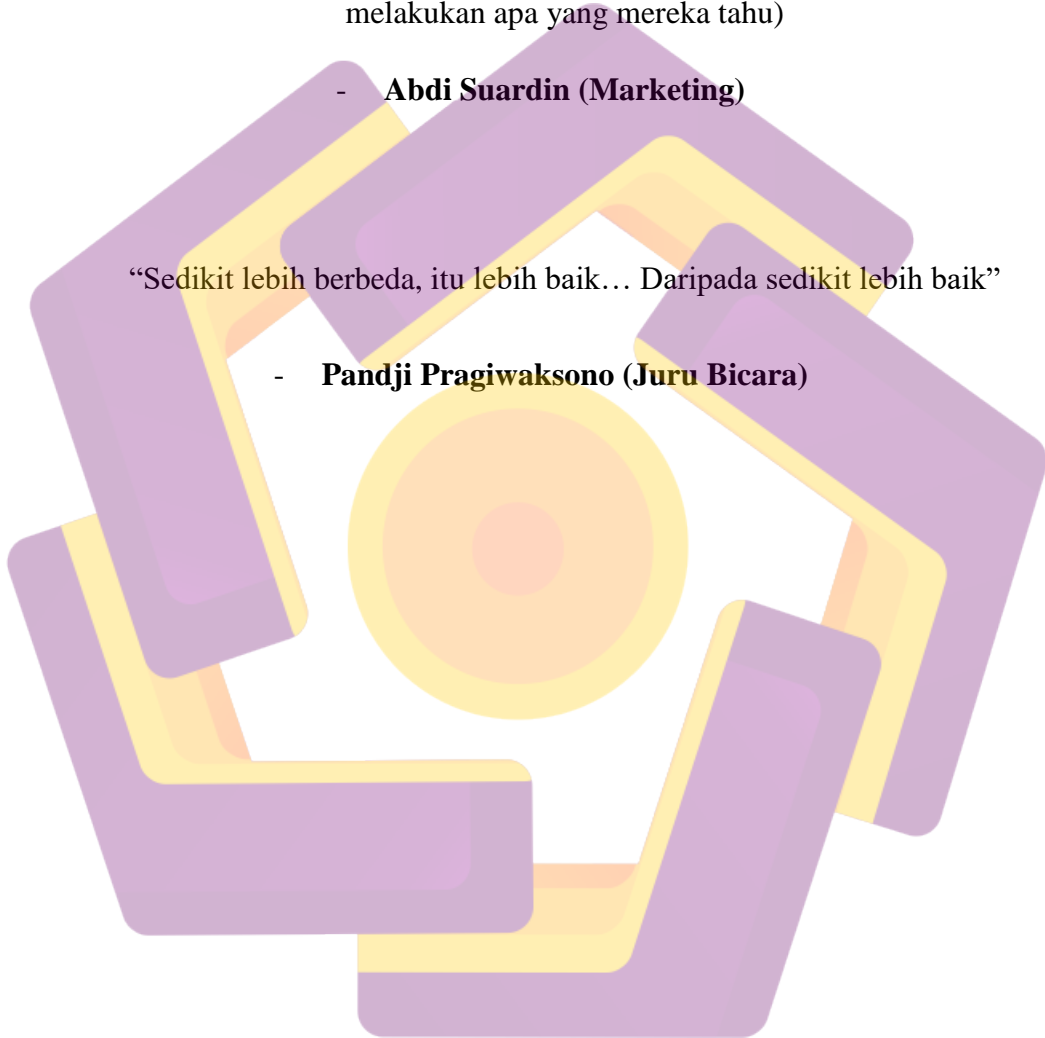 melakukan apa yang mereka tahu)
- Abdi Suardin (Marketing)
“Sedikit lebih berbeda, itu lebih baik… Daripada sedikit lebih baik”
- Pandji Pragiwaksono (Juru Bicara)